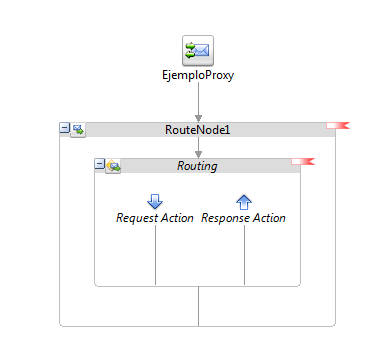 EjemploProxy
RouteNode1
Routing
Request Action Response Action